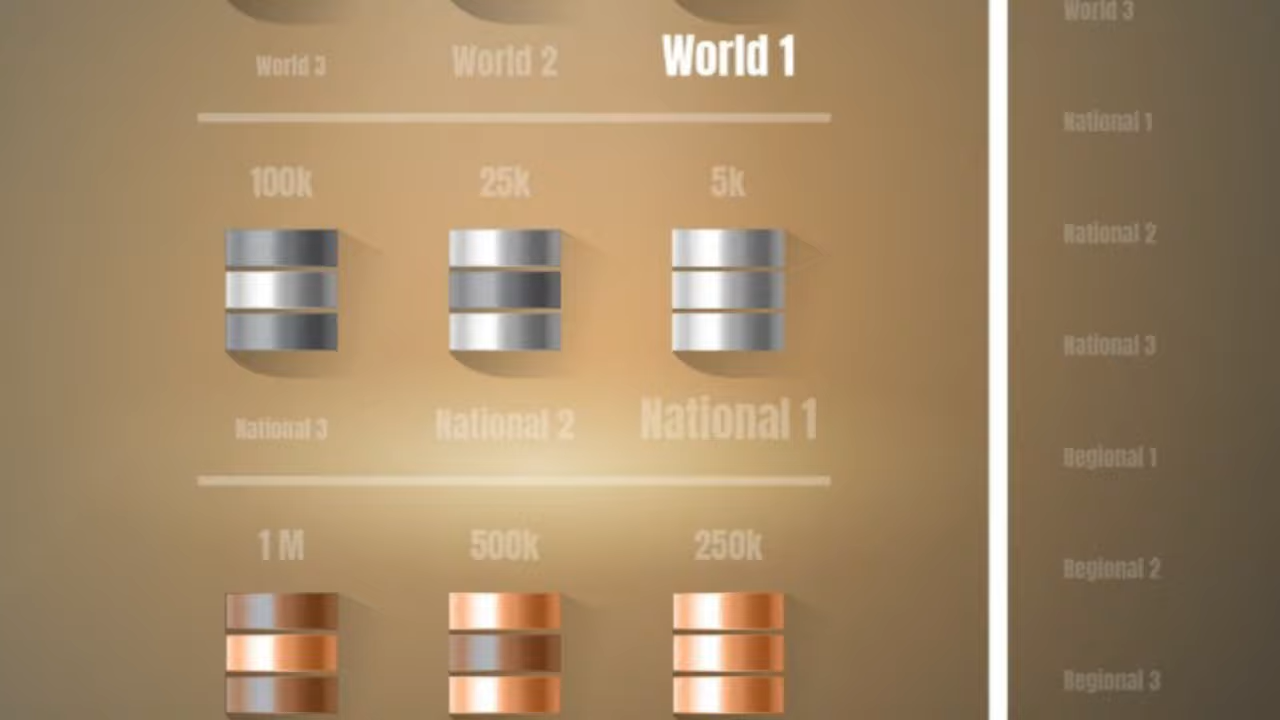 World 3 World 2 World 1
100k 25k 5k
National 3 National 2 National 1
1 M 500k 250k
World 3
National 1
National 2
National 3
Regional 1
Regional 2
Regional 3